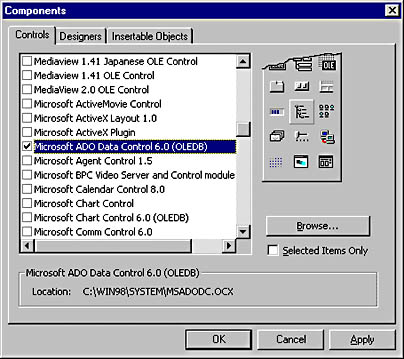 Components
Controls Designers Insertable Objects
Mediaview 1.41 Japanese OLE Control
Mediaview 1.41 OLE Control
MediaView 2.0 OLE Control
Microsoft ActiveMovie Control
Microsoft ActiveX Layout 1.0
Microsoft ActiveX Plugin
Microsoft ADO Data Control 6.0 (OLEDB)
Microsoft Agent Control 1.5
Microsoft BPC Video Server and Control module
Microsoft Calendar Control 8.0
Microsoft Chart Control
Microsoft Chart Control 6.0 (OLEDB)
Microsoft Comm Control 6.0
OLE
Browse...
Selected Items Only
Microsoft ADO Data Control 6.0 (OLEDB)
Location: C:\WIN98\SYSTEM\MSADODC.OCX
OK Cancel Apply